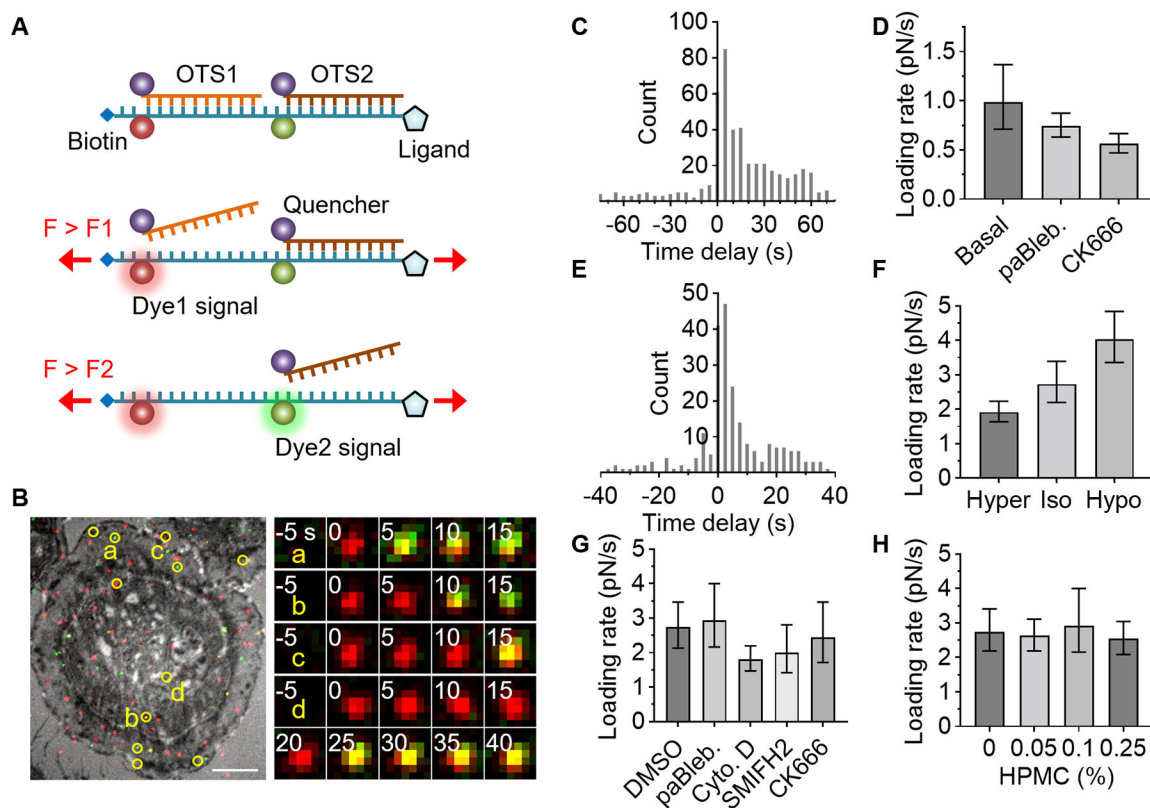 A
OTS1 OTS2
Biotin Ligand
F > F1 Quencher
Dye1 signal
F > F2
Dye2 signal
B
a c
d
b
-5 s 0 5 10 15
a
-5 0 5 10 15
b
-5 0 5 10 15
c
-5 0 5 10 15
d
20 25 30 35 40
C
Count
100
80
60
40
20
0
-60 -30 0 30 60
Time delay (s)
D
Loading rate (pN/s)
1.5
1.0
0.5
0.0
Basal paBleb. CK666
E
Count
50
40
30
20
10
0
-40 -20 0 20 40
Time delay (s)
F
Loading rate (pN/s)
5
4
3
2
1
0
Hyper Iso Hypo
G
Loading rate (pN/s)
5
4
3
2
1
0
DMSO paBleb. Cyto. D SMIFH2 CK666
H
Loading rate (pN/s)
5
4
3
2
1
0
0 0.05 0.1 0.25
HPMC (%)